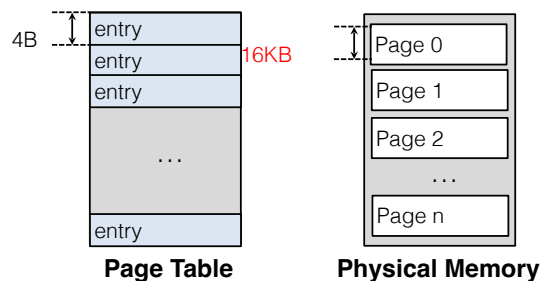 4B
entry
entry
entry
...
entry
Page Table
16KB
Page 0
Page 1
Page 2
...
Page n
Physical Memory